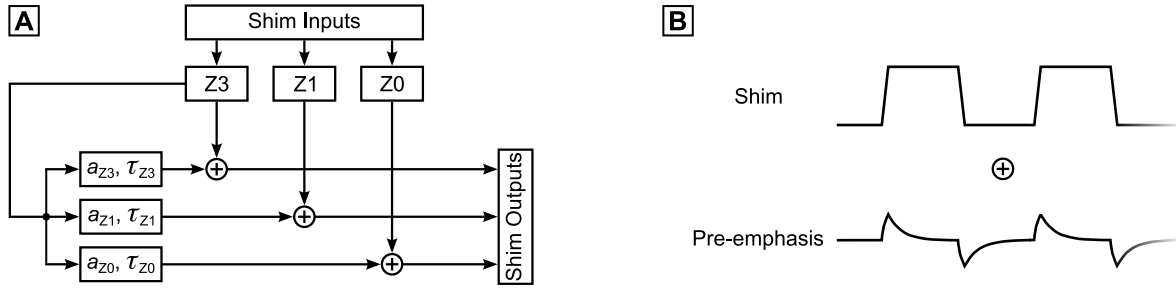 A
Shim Inputs
Z3
Z1
Z0
a_Z3, τ_Z3
a_Z1, τ_Z1
a_Z0, τ_Z0
Shim Outputs
B
Shim
Pre-emphasis